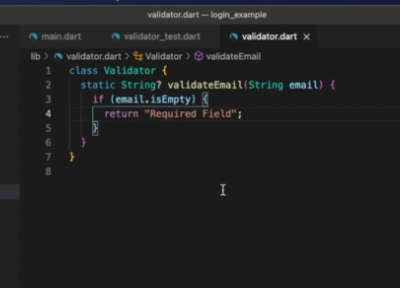 validator.dart — login_example
main.dart validator_test.dart validator.dart ×
lib > validator.dart > Validator > validateEmail
1 class Validator {
2 static String? validateEmail(String email) {
3 if (email.isEmpty) {
4 return "Required Field";
5 }
6 }
7 }
8